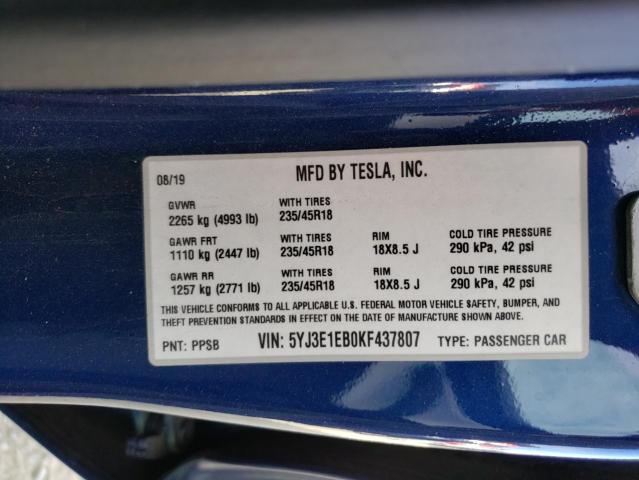 08/19 MFD BY TESLA, INC.
GVWR WITH TIRES
2265 kg (4993 lb) 235/45R18
GAWR FRT WITH TIRES RIM COLD TIRE PRESSURE
1110 kg (2447 lb) 235/45R18 18X8.5 J 290 kPa, 42 psi
GAWR RR WITH TIRES RIM COLD TIRE PRESSURE
1257 kg (2771 lb) 235/45R18 18X8.5 J 290 kPa, 42 psi
THIS VEHICLE CONFORMS TO ALL APPLICABLE U.S. FEDERAL MOTOR VEHICLE SAFETY, BUMPER, AND
THEFT PREVENTION STANDARDS IN EFFECT ON THE DATE OF MANUFACTURE SHOWN ABOVE.
PNT: PPSB VIN: 5YJ3E1EB0KF437807 TYPE: PASSENGER CAR